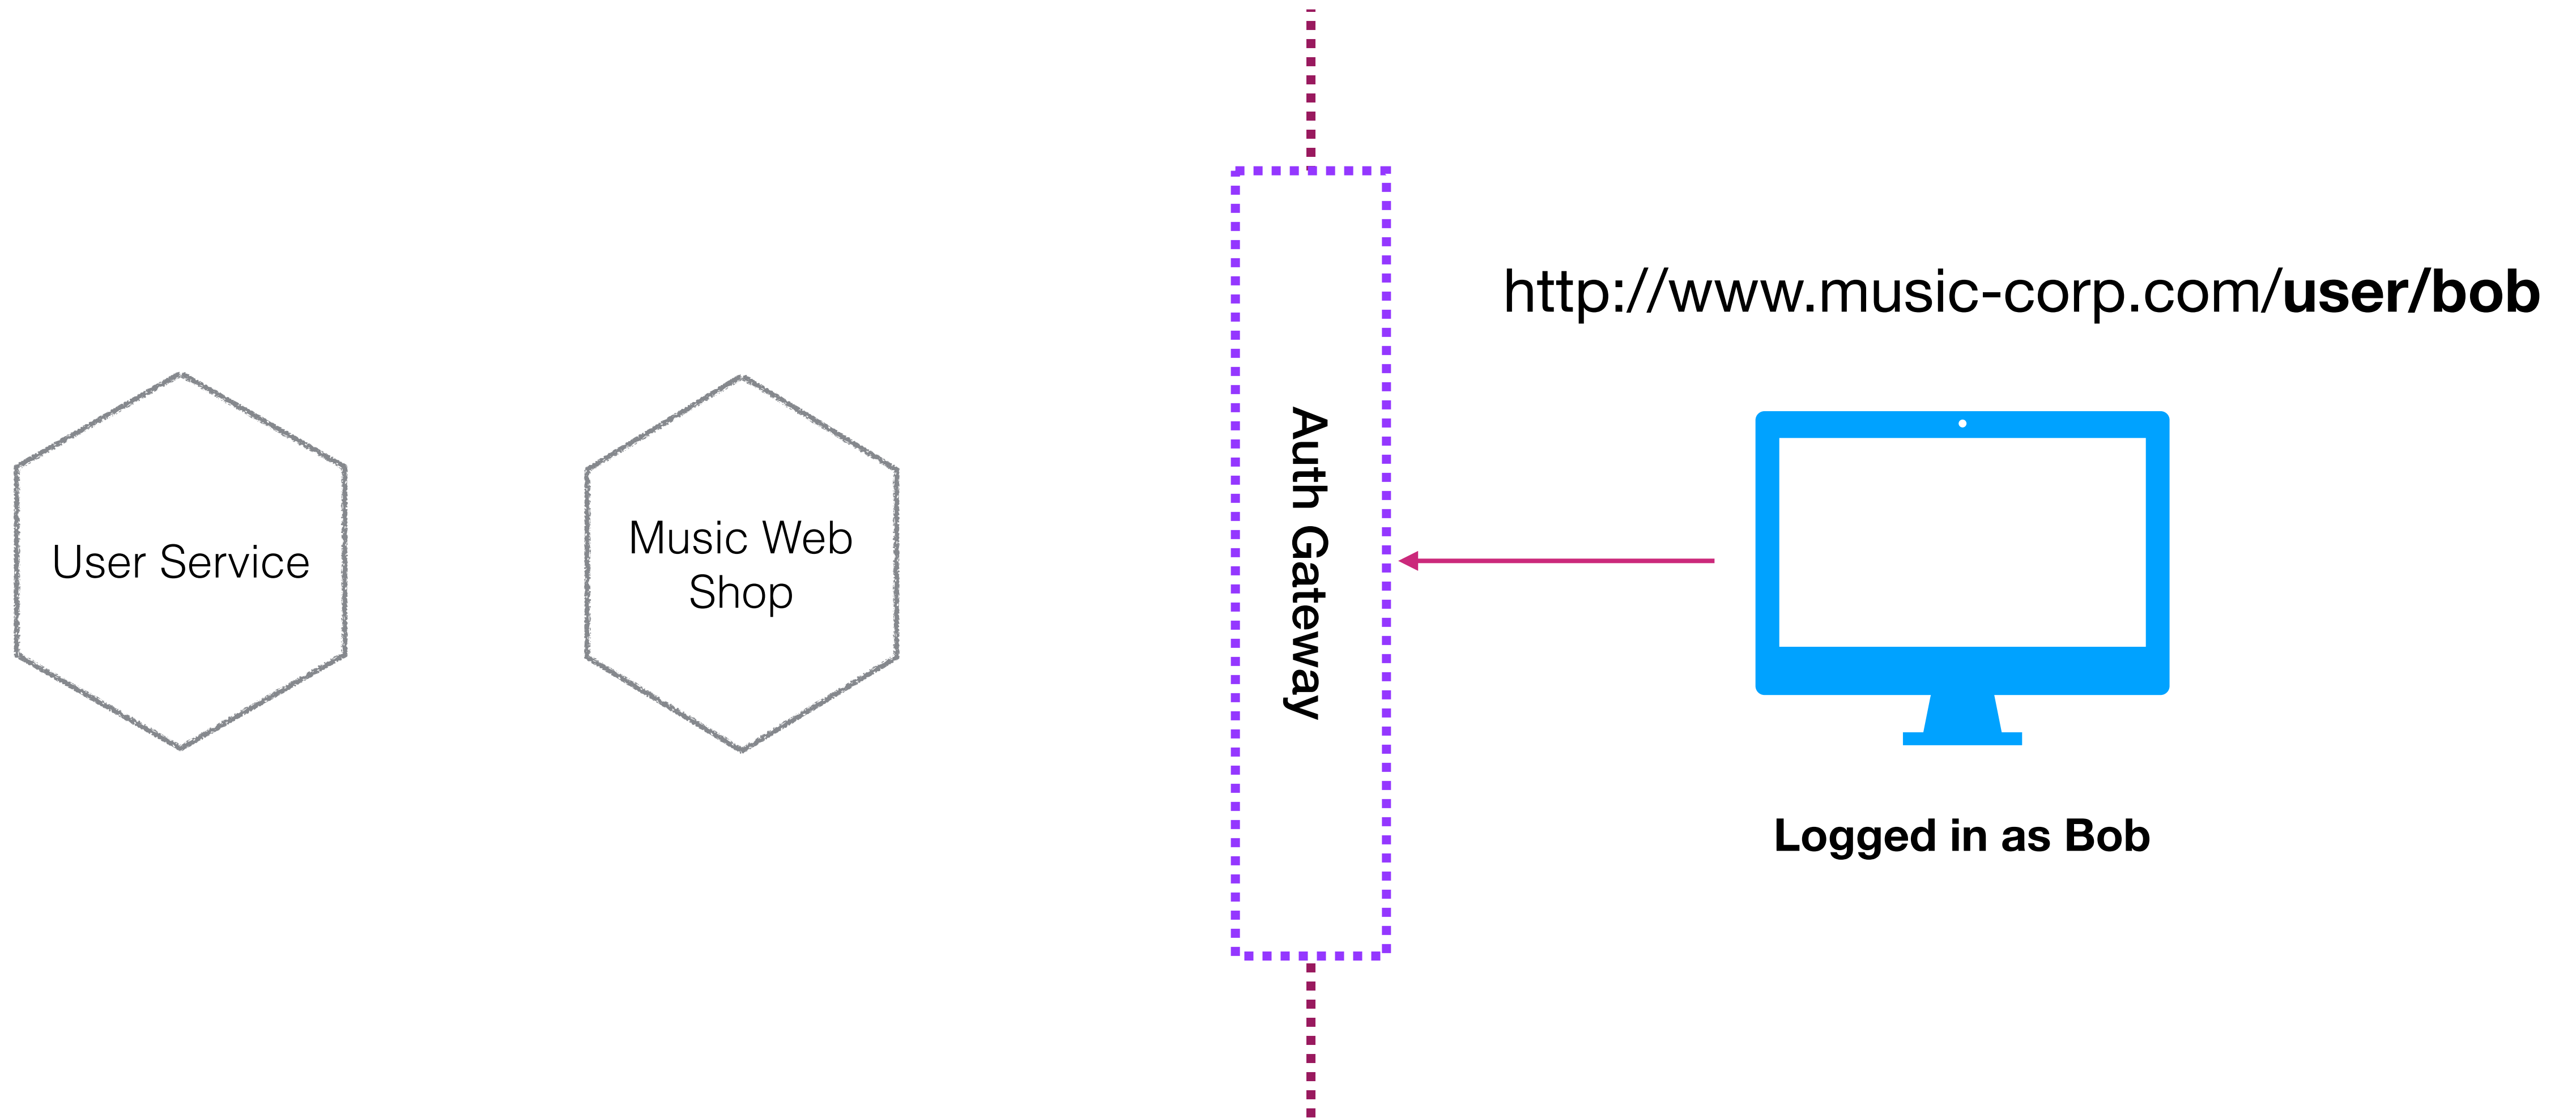 http://www.music-corp.com/user/bob
User Service
Music Web
Shop
Auth Gateway
Logged in as Bob